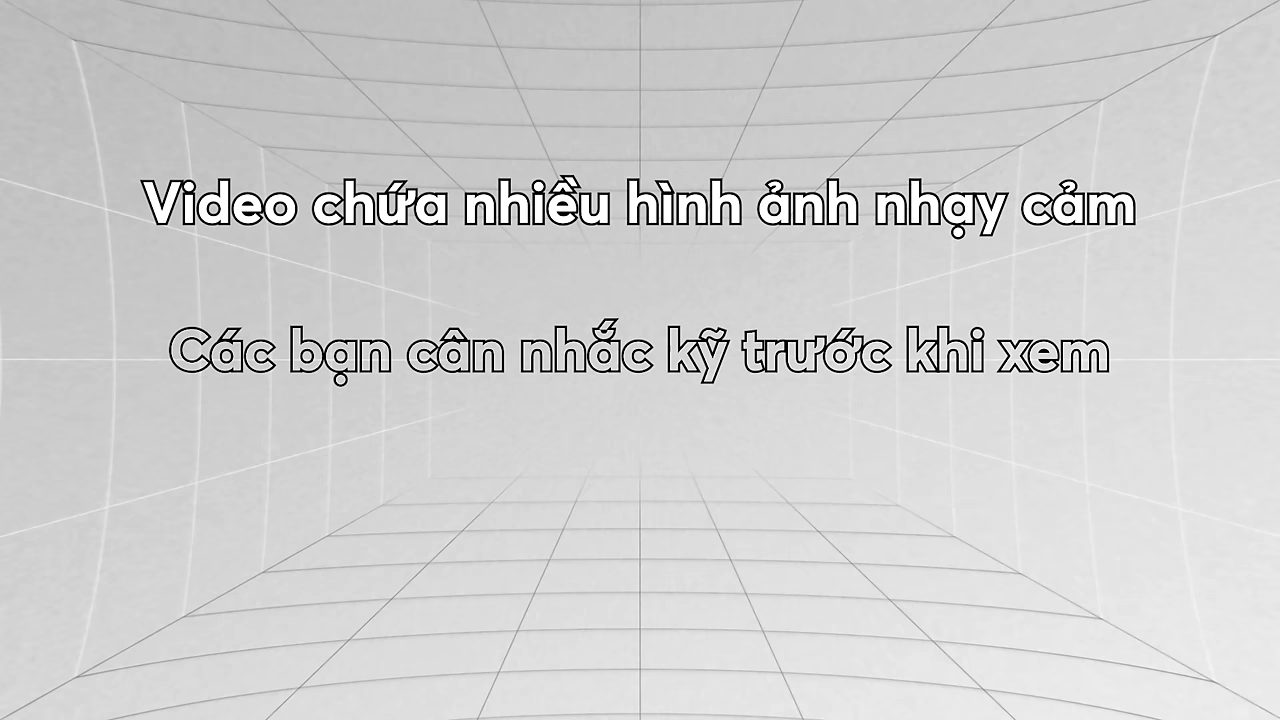 Video chứa nhiều hình ảnh nhạy cảm
Các bạn cân nhắc kỹ trước khi xem